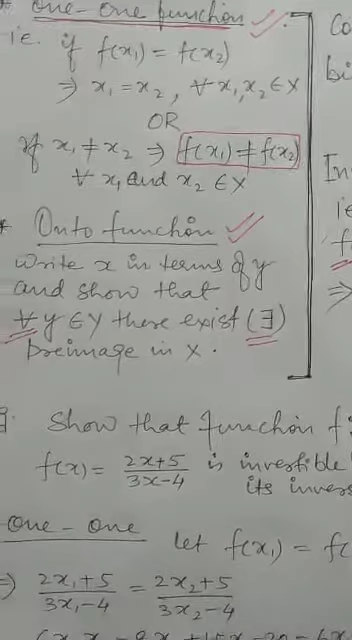 one-one function
ie. if f(x₁) = f(x₂)
⇒ x₁ = x₂, ∀ x₁, x₂ ∈ X
OR
If x₁ ≠ x₂ ⇒ f(x₁) ≠ f(x₂)
∀ x₁ and x₂ ∈ X
* Onto function
write x in terms of y
and show that
∀ y ∈ Y there exist (∃)
preimage in X.
Co
bi
In
ie
f
⇒
Show that function f:
f(x) = (2x+5)/(3x-4) is invertible
its invers
one-one let f(x₁) = f(
⇒ (2x₁+5)/(3x₁-4) = (2x₂+5)/(3x₂-4)